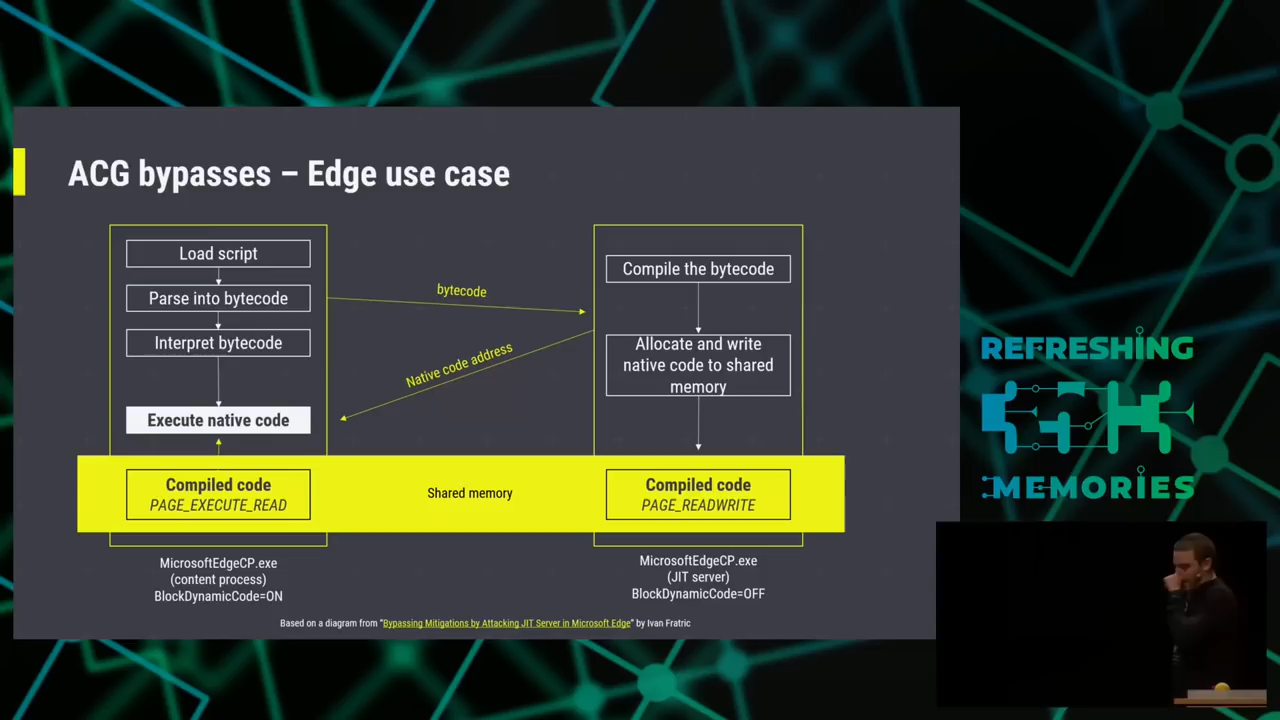 ACG bypasses – Edge use case
Load script
Parse into bytecode
Interpret bytecode
Execute native code
Compiled code
PAGE_EXECUTE_READ
MicrosoftEdgeCP.exe
(content process)
BlockDynamicCode=ON
bytecode
Native code address
Shared memory
Compile the bytecode
Allocate and write
native code to shared
memory
Compiled code
PAGE_READWRITE
MicrosoftEdgeCP.exe
(JIT server)
BlockDynamicCode=OFF
Based on a diagram from "Bypassing Mitigations by Attacking JIT Server in Microsoft Edge" by Ivan Fratric
REFRESHING
MEMORIES